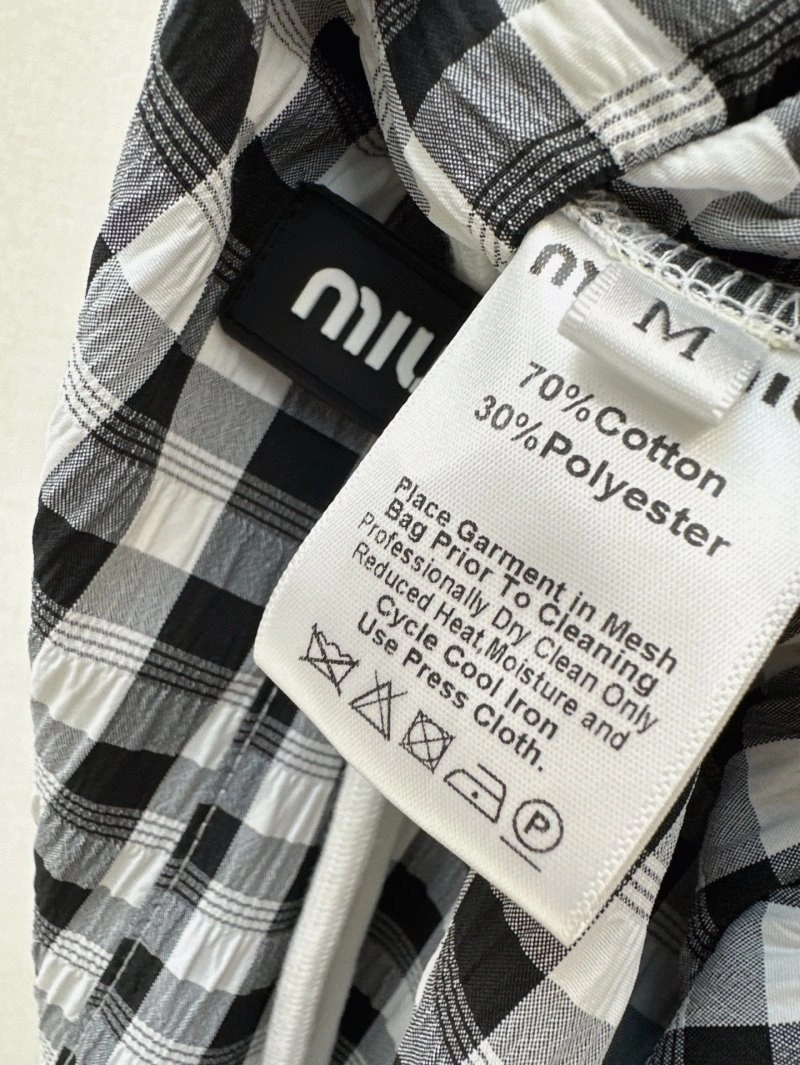 MIU
M
70%Cotton
30%Polyester
Place Garment in Mesh
Bag Prior To Cleaning
Professionally Dry Clean Only
Reduced Heat,Moisture and
Cycle Cool Iron
Use Press Cloth.
P